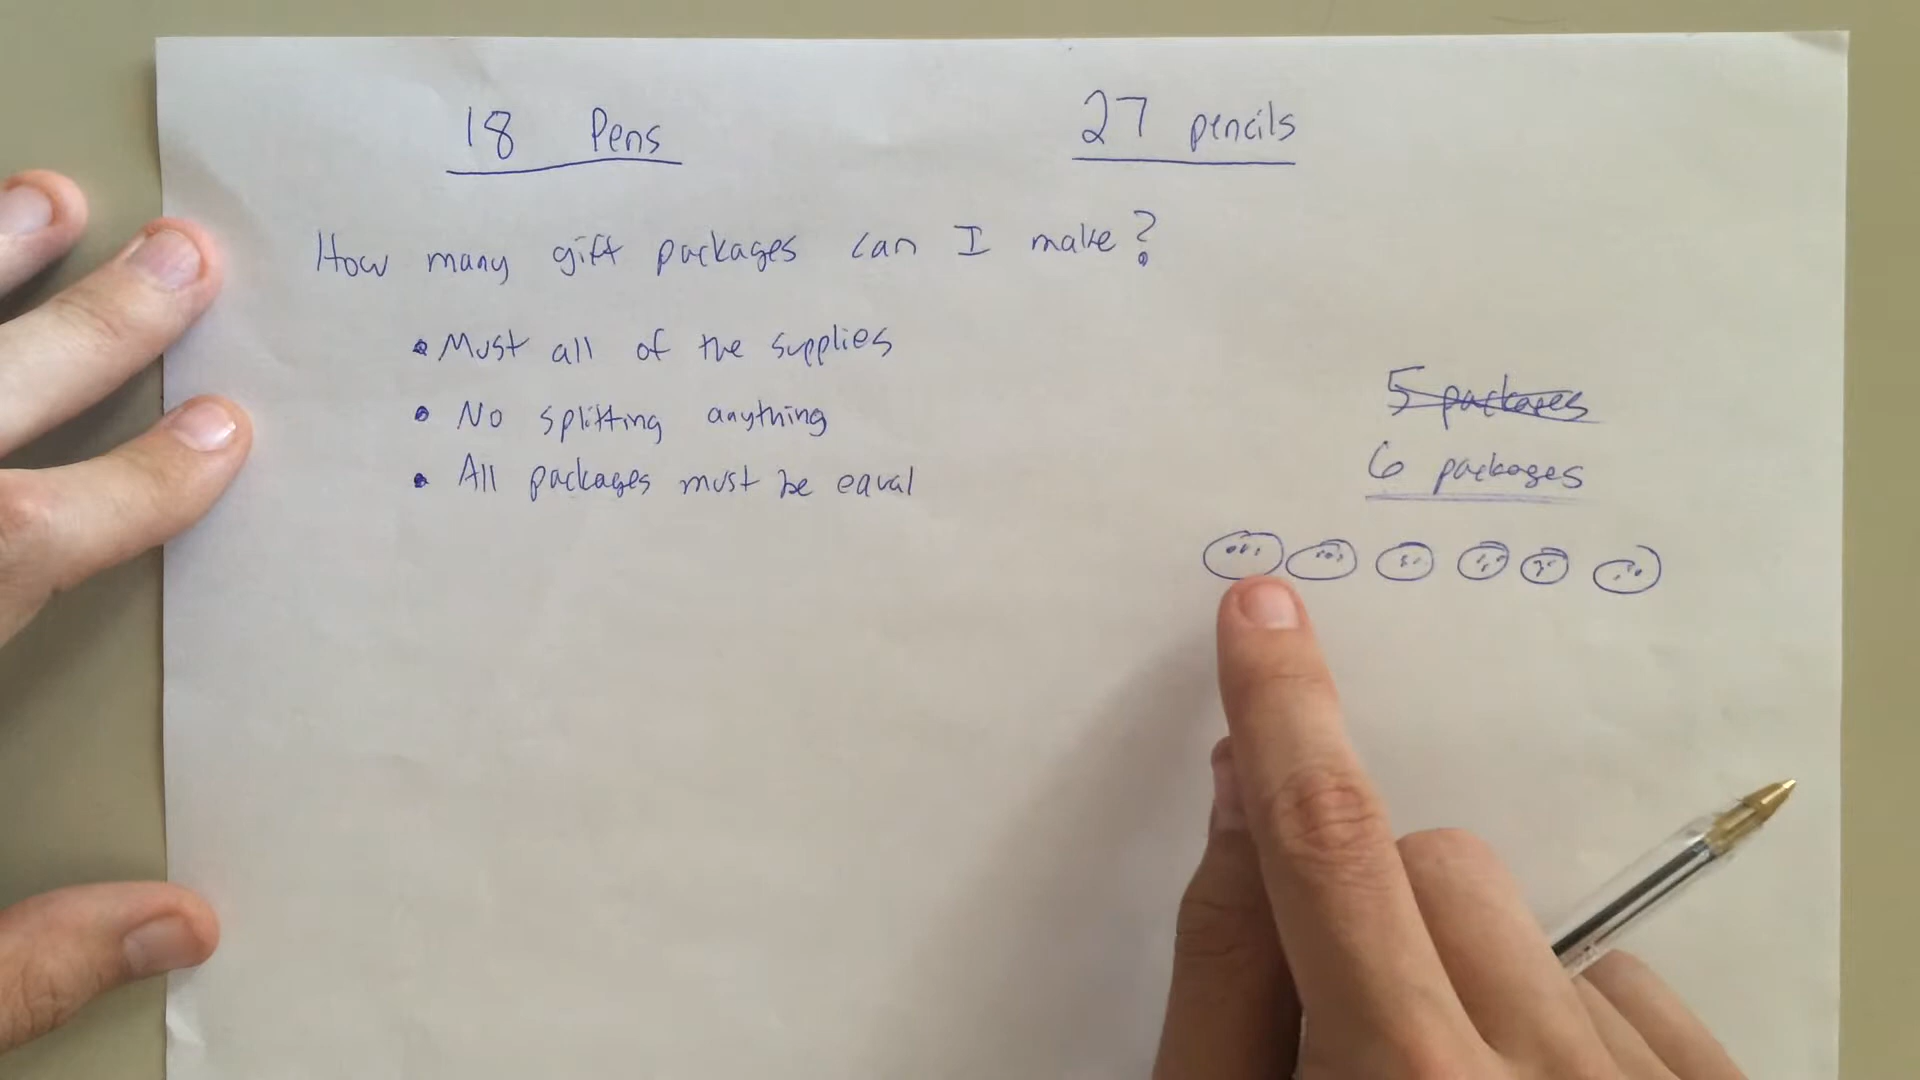 18 Pens
27 pencils
How many gift packages can I make?
• Must all of the supplies
• No splitting anything
• All packages must be equal
5 packages
6 packages